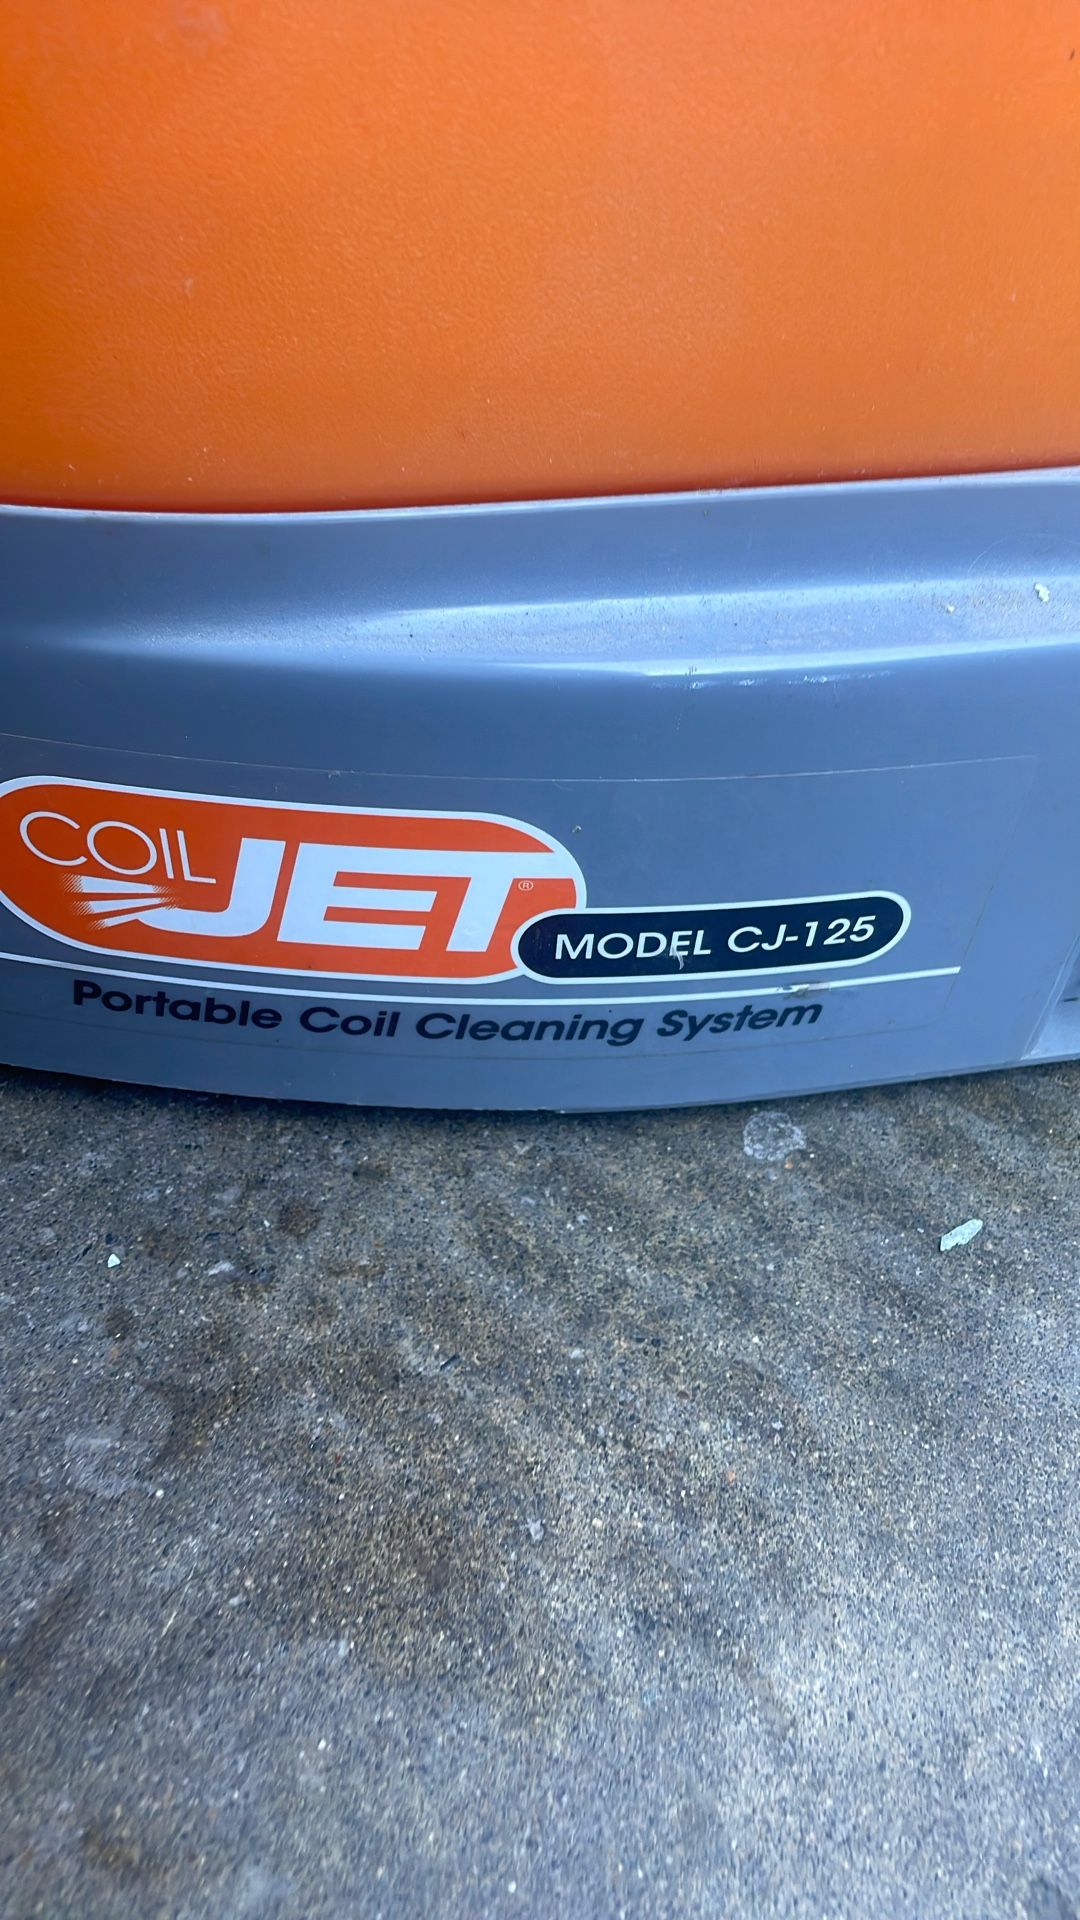 COIL JET®
MODEL CJ-125
Portable Coil Cleaning System